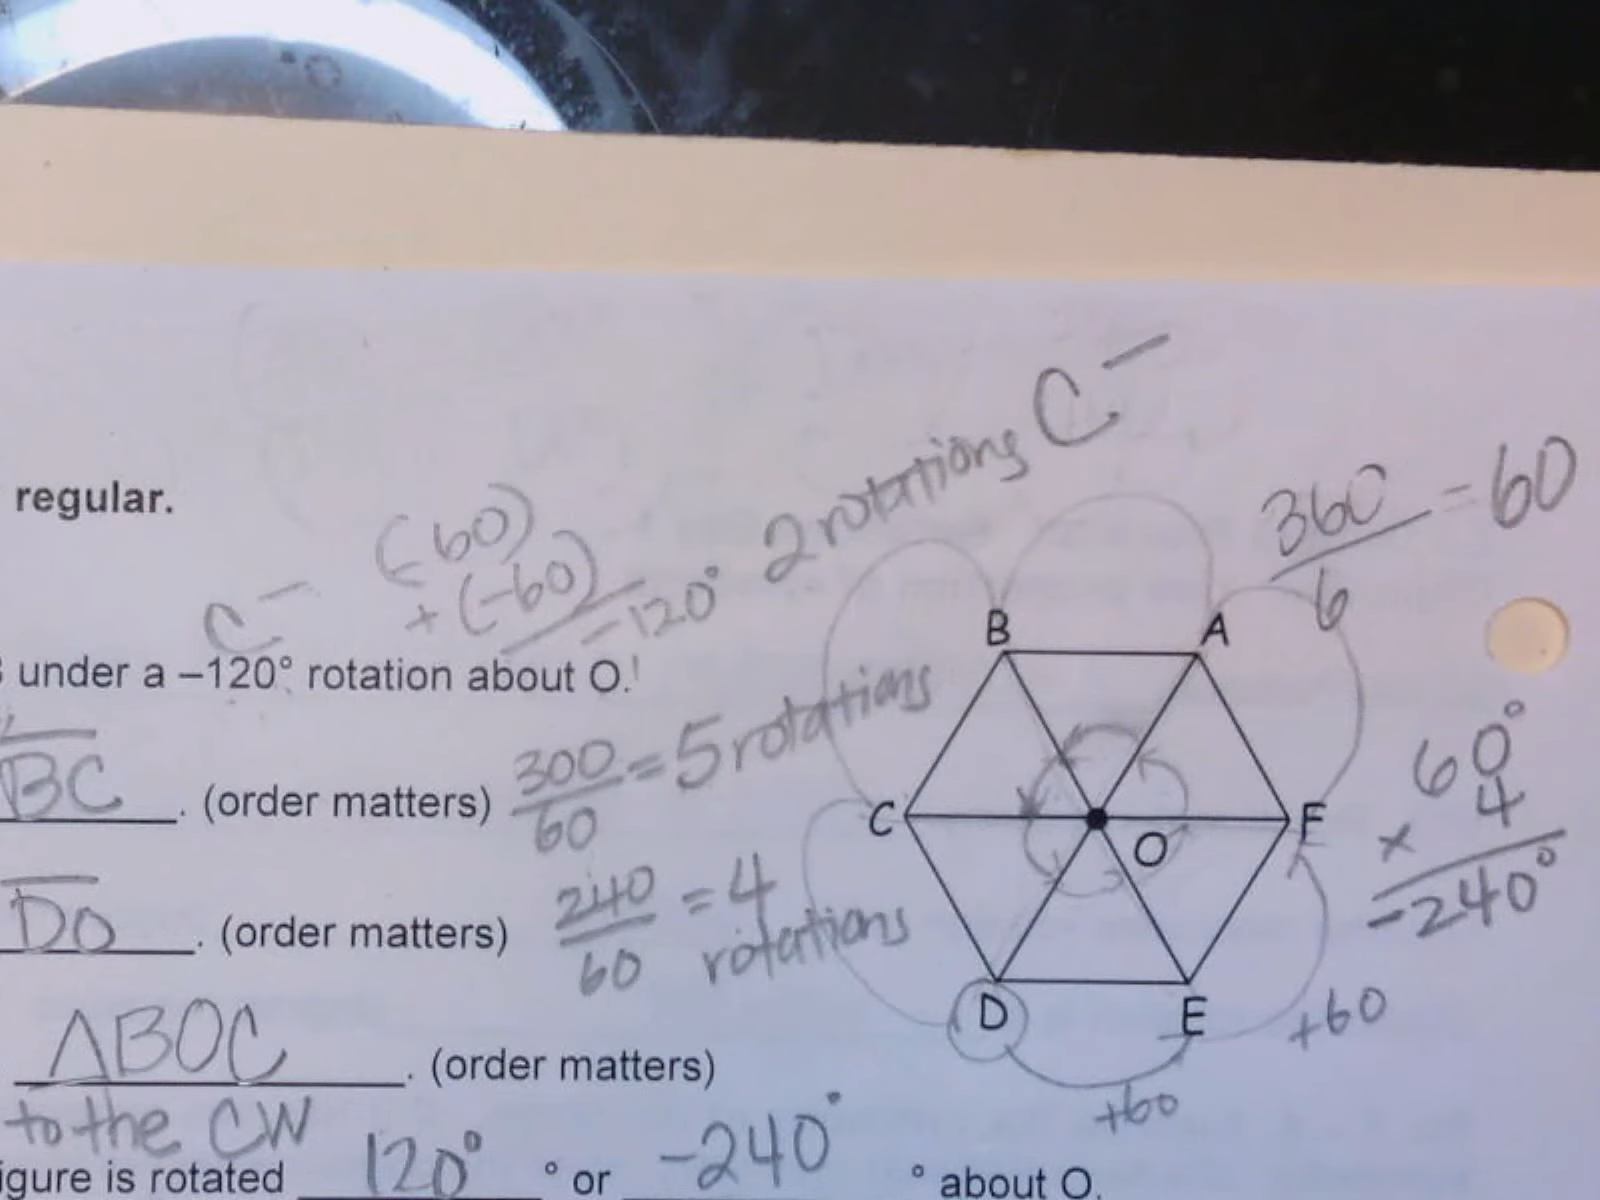 regular.
(-60)
+(-60)
-120°
2 rotations C-
C-
360/6 = 60
under a –120° rotation about O.
B
A
BC . (order matters)
300/60 = 5 rotations
60°
× 4
-240°
C
F
O
DO . (order matters)
240/60 = 4 rotations
D
E
+60
ΔBOC . (order matters)
+60
to the CW
igure is rotated 120° ° or -240° ° about O.